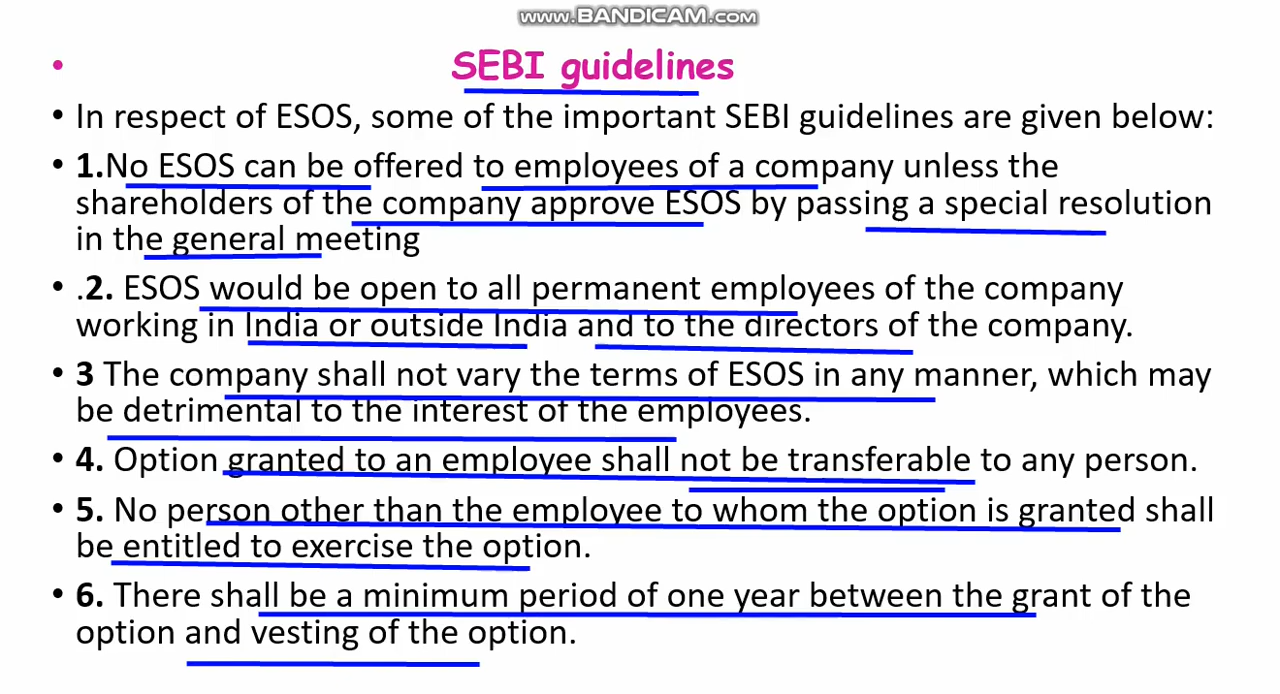 www.BANDICAM.com
• SEBI guidelines
• In respect of ESOS, some of the important SEBI guidelines are given below:
• 1.No ESOS can be offered to employees of a company unless the
shareholders of the company approve ESOS by passing a special resolution
in the general meeting
• .2. ESOS would be open to all permanent employees of the company
working in India or outside India and to the directors of the company.
• 3 The company shall not vary the terms of ESOS in any manner, which may
be detrimental to the interest of the employees.
• 4. Option granted to an employee shall not be transferable to any person.
• 5. No person other than the employee to whom the option is granted shall
be entitled to exercise the option.
• 6. There shall be a minimum period of one year between the grant of the
option and vesting of the option.